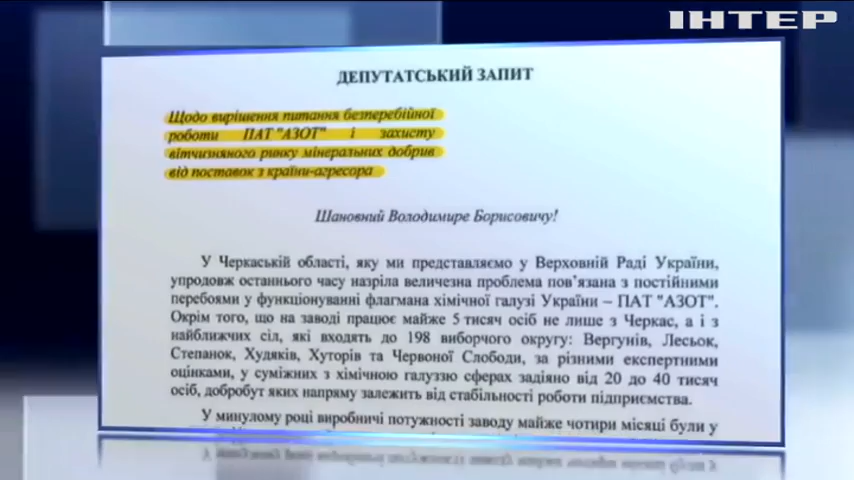 ІНТЕР
ДЕПУТАТСЬКИЙ ЗАПИТ
Щодо вирішення питання безперебійної
роботи ПАТ "АЗОТ" і захисту
вітчизняного ринку мінеральних добрив
від поставок з країни-агресора
Шановний Володимире Борисовичу!
У Черкаській області, яку ми представляємо у Верховній Раді України,
упродовж останнього часу назріла величезна проблема пов’язана з постійними
перебоями у функціонуванні флагмана хімічної галузі України – ПАТ "АЗОТ".
Окрім того, що на заводі працює майже 5 тисяч осіб не лише з Черкас, а і з
найближчих сіл, які входять до 198 виборчого округу: Вергунів, Леськок,
Степанок, Худяків, Хуторів та Червоної Слободи, за різними експертними
оцінками, у суміжних з хімічною галуззю сферах задіяно від 20 до 40 тисяч
осіб, добробут яких напряму залежить від стабільності роботи підприємства.
У минулому році виробничі потужності заводу майже чотири місяці були у